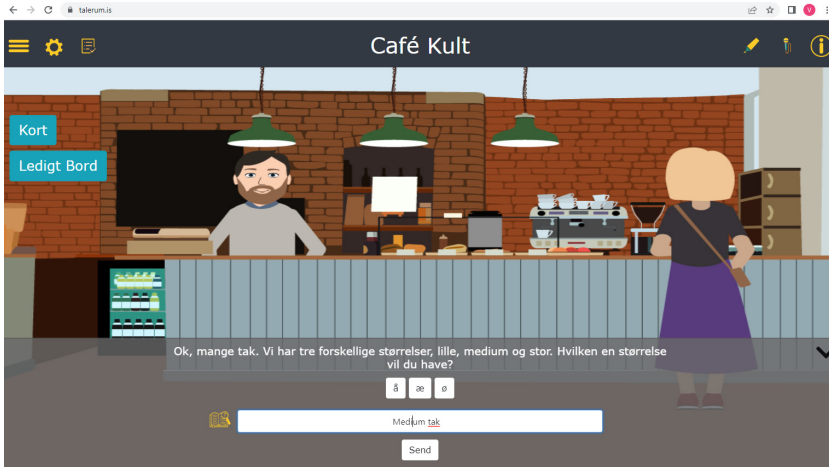 talerum.is
V
Café Kult
Kort
Ledigt Bord
Ok, mange tak. Vi har tre forskellige størrelser, lille, medium og stor. Hvilken en størrelse
vil du have?
å æ ø
Medium tak
Send